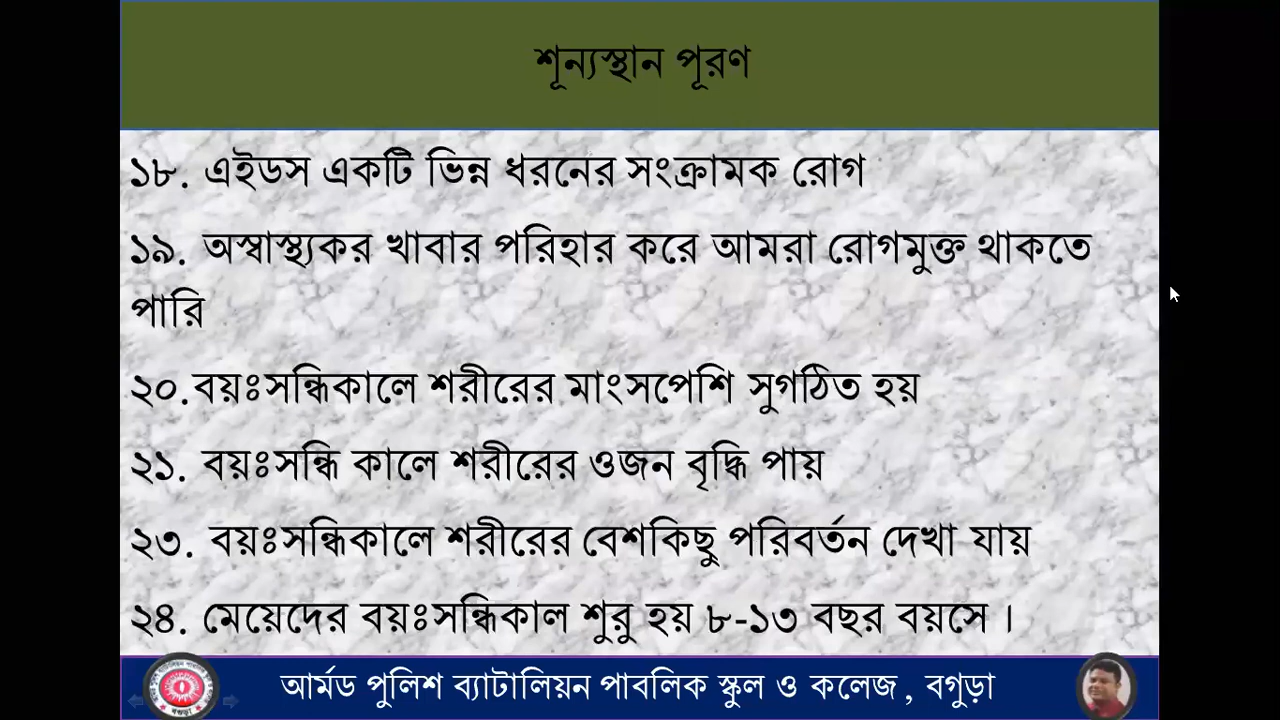 শূন্যস্থান পূরণ
১৮. এইডস একটি ভিন্ন ধরনের সংক্রামক রোগ
১৯. অস্বাস্থ্যকর খাবার পরিহার করে আমরা রোগমুক্ত থাকতে
পারি
২০.বয়ঃসন্ধিকালে শরীরের মাংসপেশি সুগঠিত হয়
২১. বয়ঃসন্ধি কালে শরীরের ওজন বৃদ্ধি পায়
২৩. বয়ঃসন্ধিকালে শরীরের বেশকিছু পরিবর্তন দেখা যায়
২৪. মেয়েদের বয়ঃসন্ধিকাল শুরু হয় ৮-১৩ বছর বয়সে।
আর্মড পুলিশ ব্যাটালিয়ন পাবলিক স্কুল ও কলেজ, বগুড়া